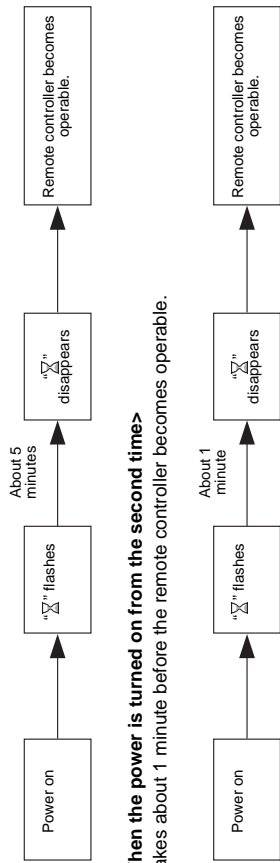 Power on
“⌛” flashes
About 5
minutes
“⌛”
disappears
Remote controller becomes
operable.
hen the power is turned on from the second time>
akes about 1 minute before the remote controller becomes operable.
Power on
“⌛” flashes
About 1
minute
“⌛”
disappears
Remote controller becomes
operable.